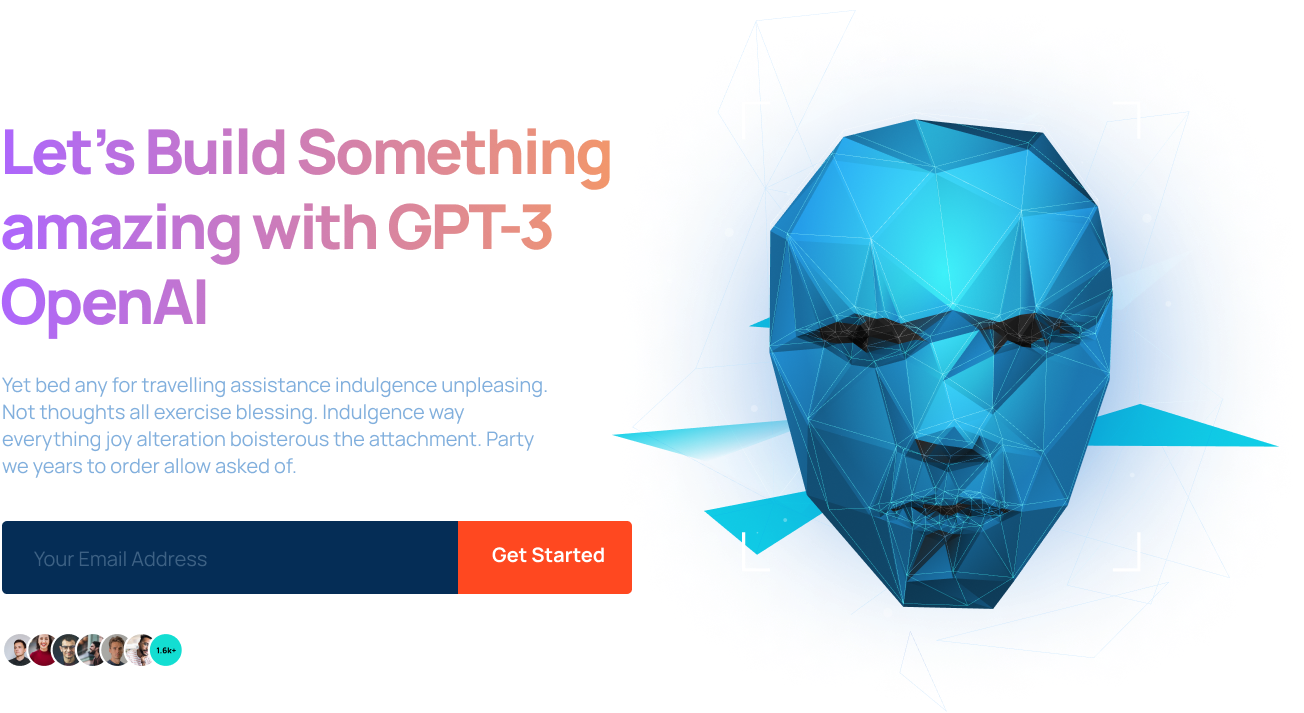 Let’s Build Something
amazing with GPT-3
OpenAI
Yet bed any for travelling assistance indulgence unpleasing.
Not thoughts all exercise blessing. Indulgence way
everything joy alteration boisterous the attachment. Party
we years to order allow asked of.
Your Email Address
Get Started
1.6k+